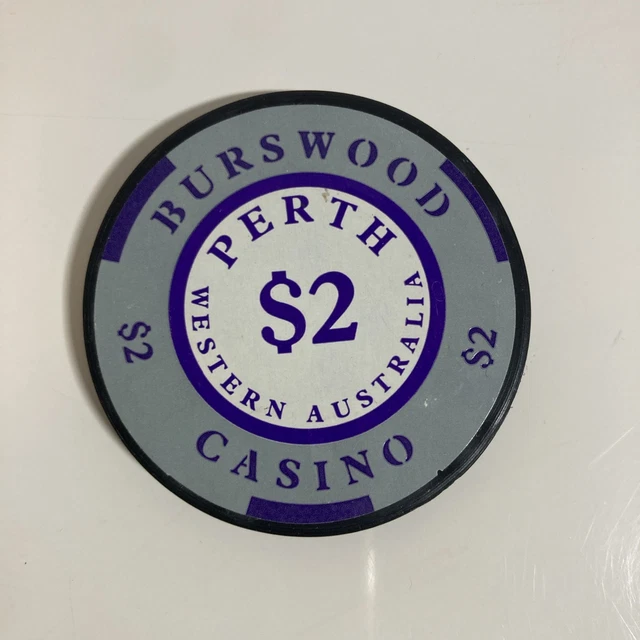 BURSWOOD
PERTH
$2
WESTERN AUSTRALIA
$2
$2
CASINO